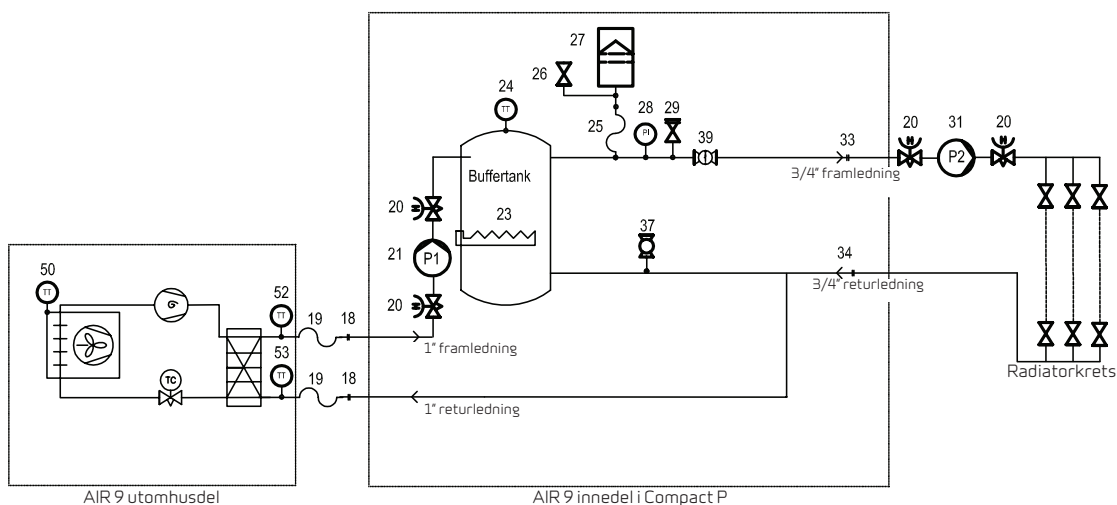 27
26
24
28
29
25
39
33
20
31
20
TT
PI
P2
M
M
3/4" framledning
Buffertank
20
M
23
21
P1
37
34
3/4" returledning
50
TT
20
M
52
TT
19
18
1" framledning
53
TT
TC
19
18
1" returledning
Radiatorkrets
AIR 9 utomhusdel
AIR 9 innedel i Compact P